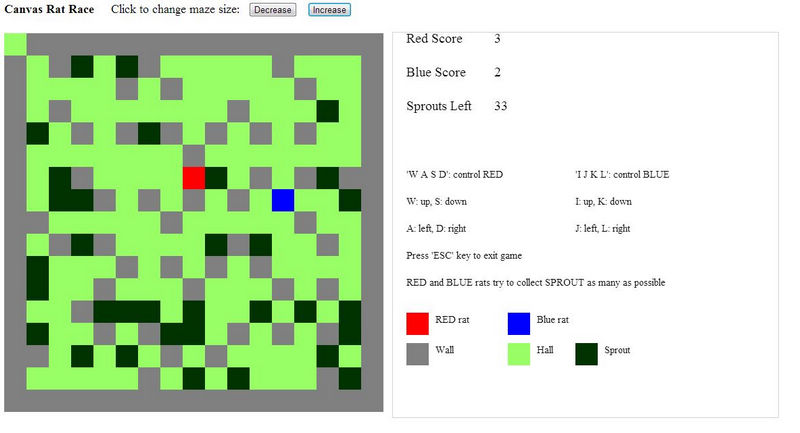 Canvas Rat Race Click to change maze size: Decrease Increase
Red Score 3
Blue Score 2
Sprouts Left 33
'W A S D': control RED 'I J K L': control BLUE
W: up, S: down I: up, K: down
A: left, D: right J: left, L: right
Press 'ESC' key to exit game
RED and BLUE rats try to collect SPROUT as many as possible
RED rat Blue rat
Wall Hall Sprout